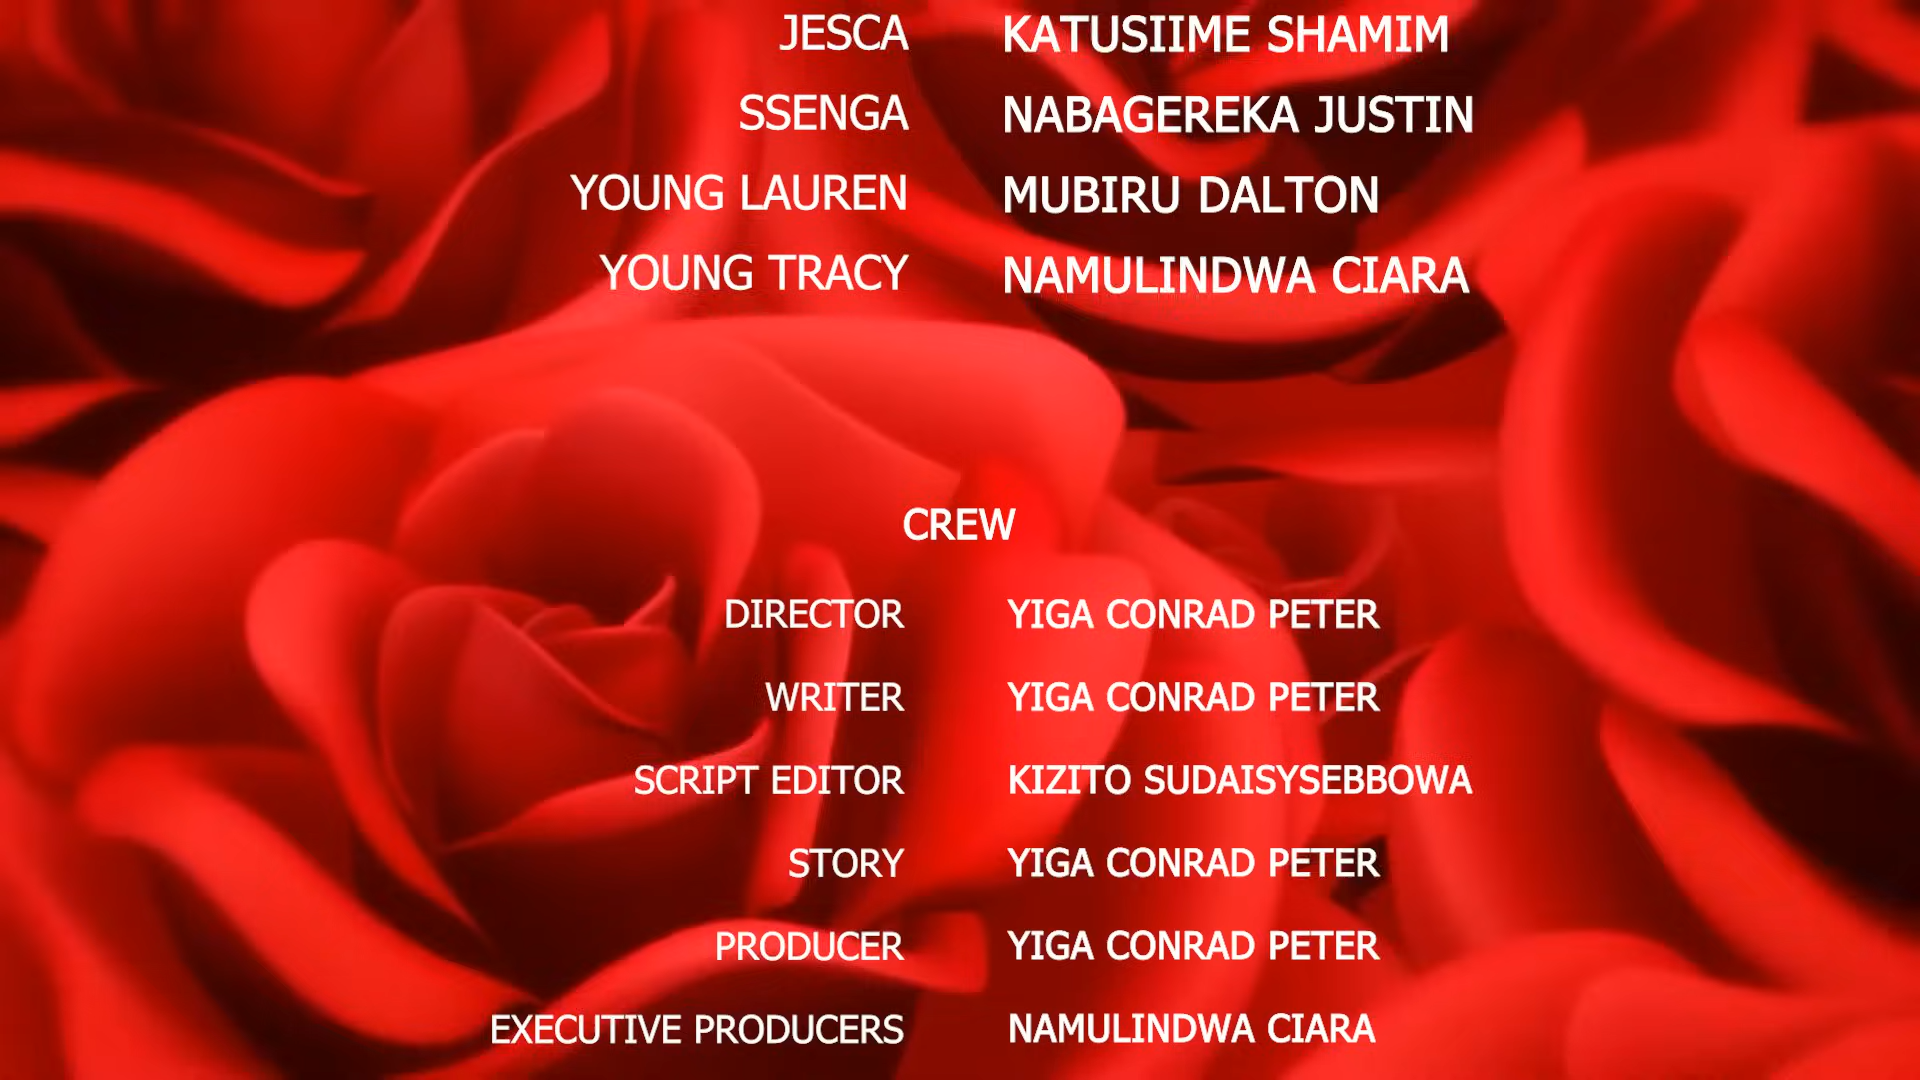 JESCA KATUSIIME SHAMIM
SSENGA NABAGEREKA JUSTIN
YOUNG LAUREN MUBIRU DALTON
YOUNG TRACY NAMULINDWA CIARA
CREW
DIRECTOR YIGA CONRAD PETER
WRITER YIGA CONRAD PETER
SCRIPT EDITOR KIZITO SUDAISYSEBBOWA
STORY YIGA CONRAD PETER
PRODUCER YIGA CONRAD PETER
EXECUTIVE PRODUCERS NAMULINDWA CIARA